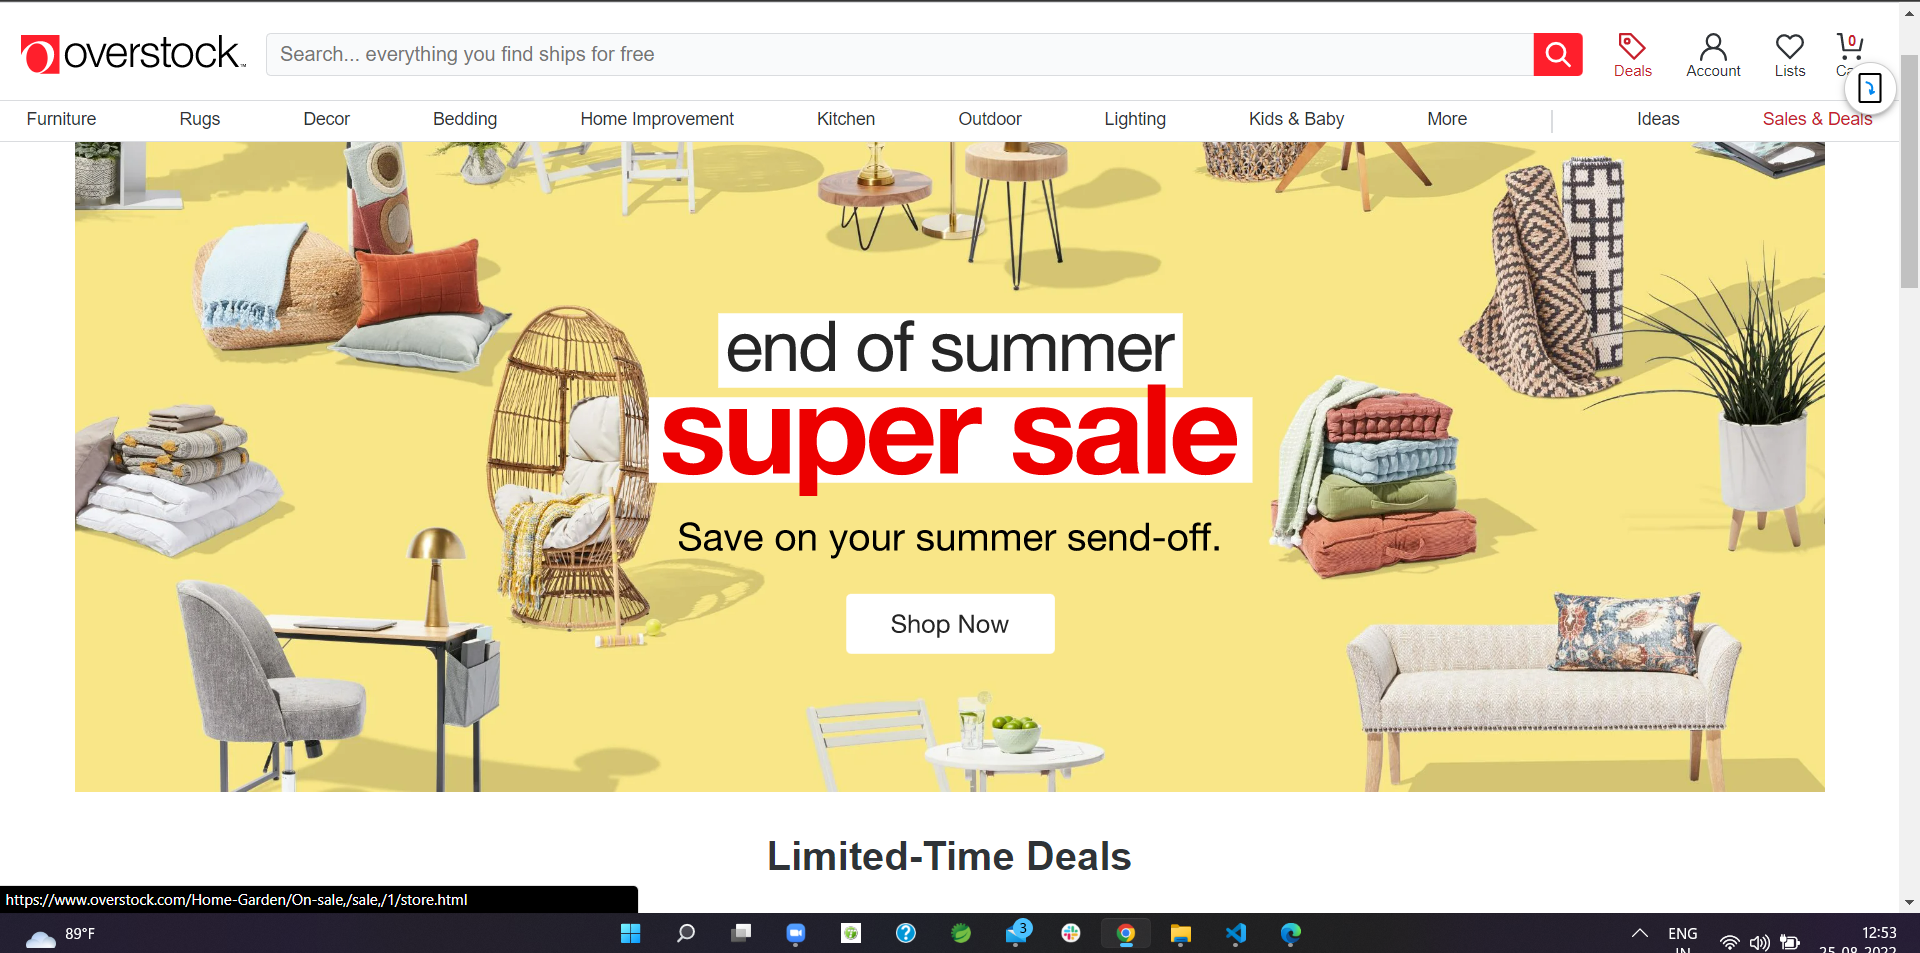 overstock™
Search... everything you find ships for free
Deals
Account
Lists
0
Furniture
Rugs
Decor
Bedding
Home Improvement
Kitchen
Outdoor
Lighting
Kids & Baby
More
Ideas
Sales & Deals
end of summer
super sale
Save on your summer send-off.
Shop Now
Limited-Time Deals
https://www.overstock.com/Home-Garden/On-sale,/sale,/1/store.html
89°F
3
ENG
IN
12:53
25-08-2022